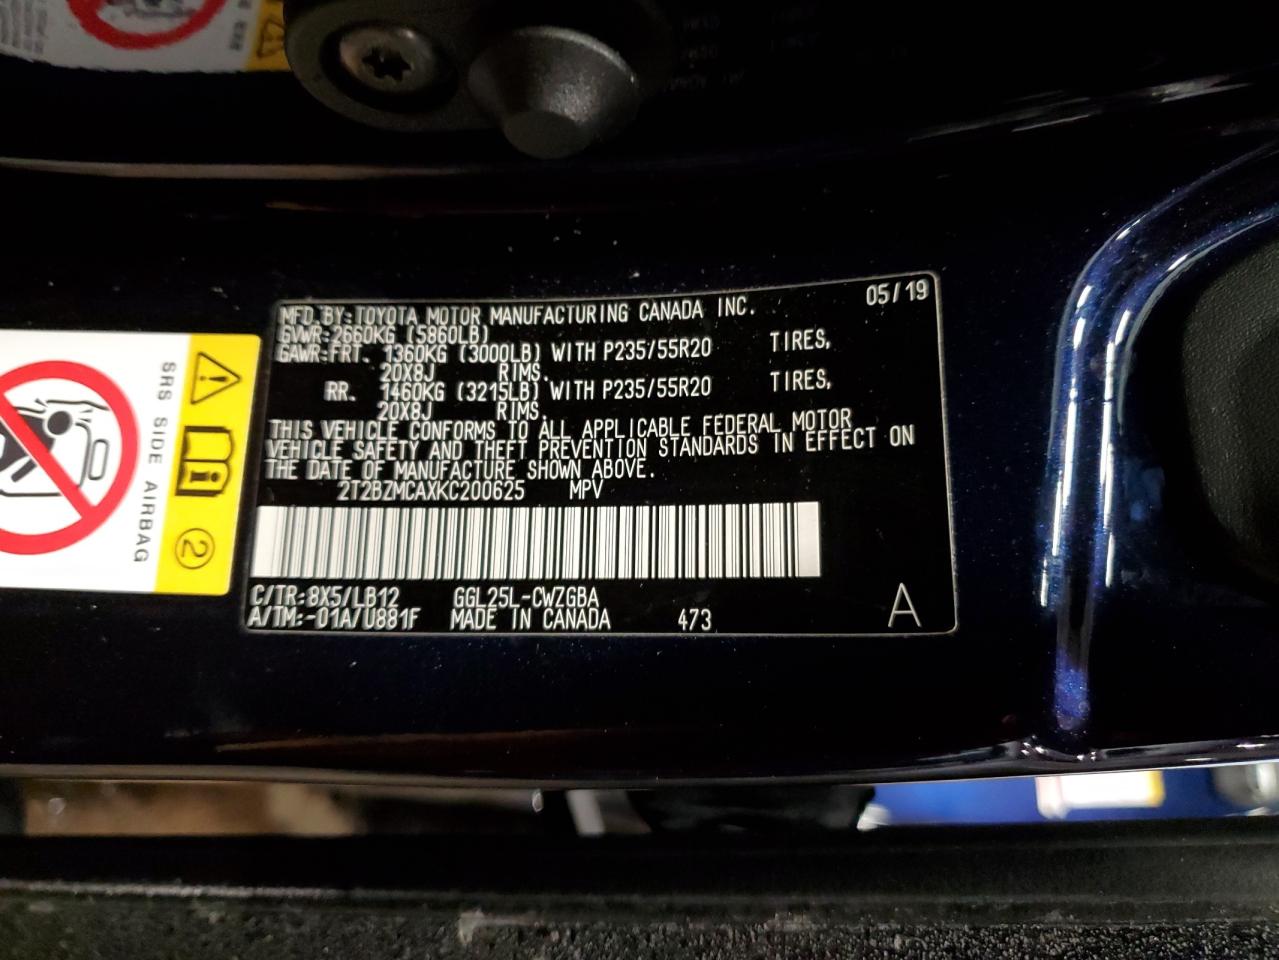 MFD.BY:TOYOTA MOTOR MANUFACTURING CANADA INC. 05/19
GVWR:2660KG (5860LB)
GAWR:FRT. 1360KG (3000LB) WITH P235/55R20 TIRES,
20X8J RIMS.
RR. 1460KG (3215LB) WITH P235/55R20 TIRES,
20X8J RIMS.
THIS VEHICLE CONFORMS TO ALL APPLICABLE FEDERAL MOTOR
VEHICLE SAFETY AND THEFT PREVENTION STANDARDS IN EFFECT ON
THE DATE OF MANUFACTURE SHOWN ABOVE.
2T2BZMCAXKC200625 MPV
C/TR:8X5/LB12 GGL25L-CWZGBA
A/TM:-01A/U881F MADE IN CANADA 473 A
SRS SIDE AIRBAG
2